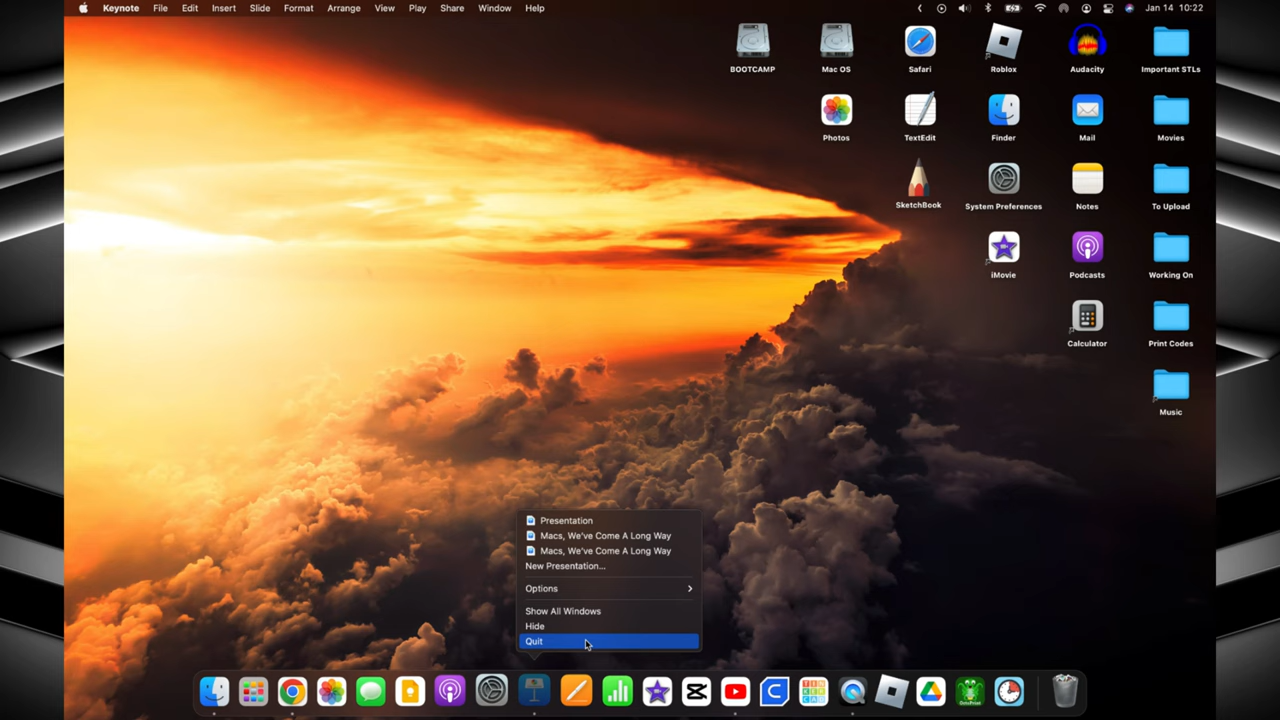 Keynote File Edit Insert Slide Format Arrange View Play Share Window Help Jan 14 10:22
BOOTCAMP Mac OS Safari Roblox Audacity Important STLs
Photos TextEdit Finder Mail Movies
SketchBook System Preferences Notes To Upload
iMovie Podcasts Working On
Calculator Print Codes
Music
Presentation
Macs, We've Come A Long Way
Macs, We've Come A Long Way
New Presentation...
Options
Show All Windows
Hide
Quit